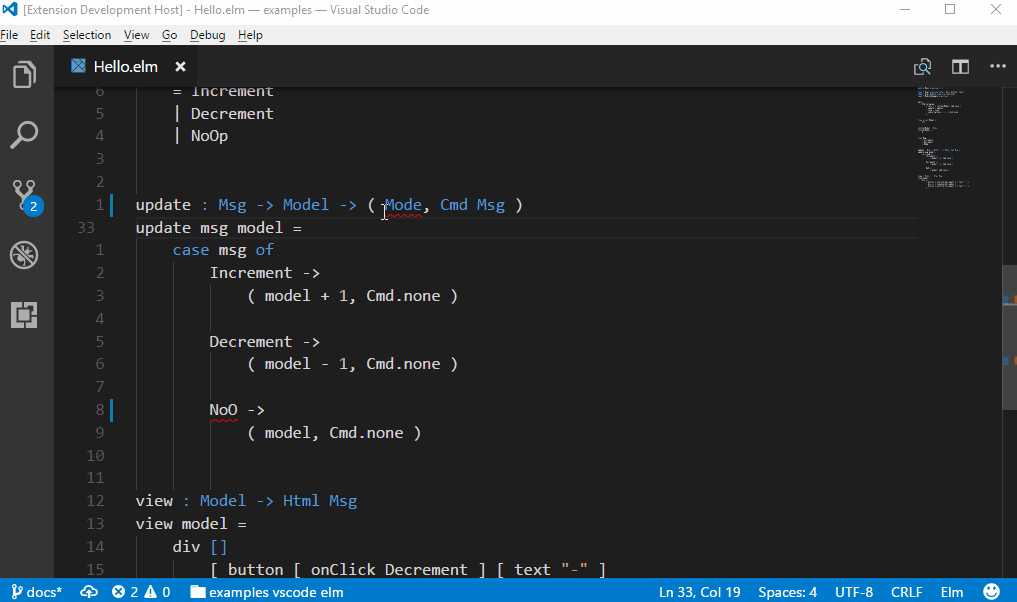 [Extension Development Host] - Hello.elm — examples — Visual Studio Code
File Edit Selection View Go Debug Help
Hello.elm ×
6 = Increment
5 | Decrement
4 | NoOp
3
2
1 update : Msg -> Model -> ( Mode, Cmd Msg )
33 update msg model =
1 case msg of
2 Increment ->
3 ( model + 1, Cmd.none )
4
5 Decrement ->
6 ( model - 1, Cmd.none )
7
8 NoO ->
9 ( model, Cmd.none )
10
11
12 view : Model -> Html Msg
13 view model =
14 div []
15 [ button [ onClick Decrement ] [ text "-" ]
2
docs* 2 0 examples vscode elm Ln 33, Col 19 Spaces: 4 UTF-8 CRLF Elm